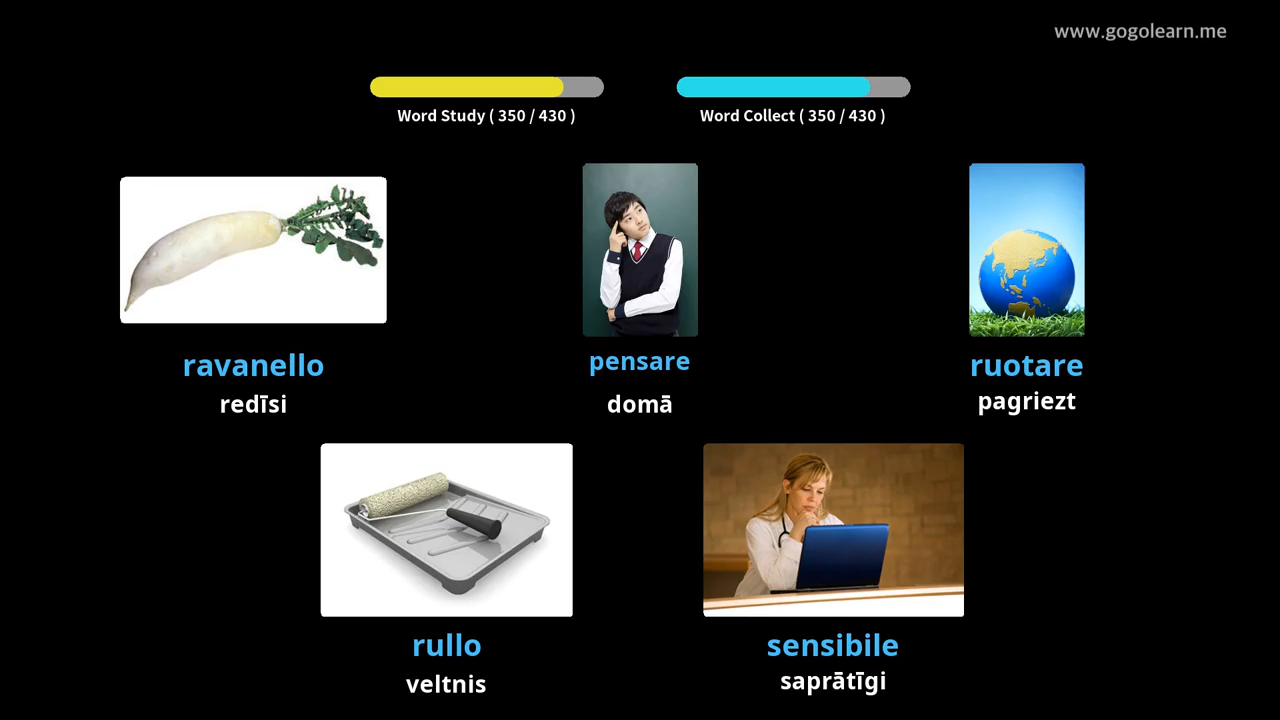 www.gogolearn.me
Word Study ( 350 / 430 )
Word Collect ( 350 / 430 )
ravanello
redīsi
pensare
domā
ruotare
pagriezt
rullo
veltnis
sensibile
saprātīgi